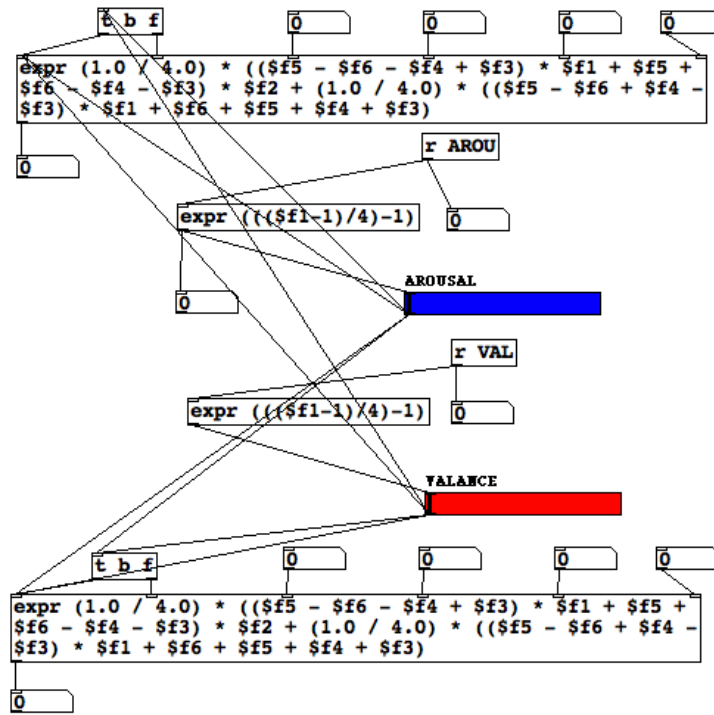 t b f
0
0
0
0
expr (1.0 / 4.0) * (($f5 - $f6 - $f4 + $f3) * $f1 + $f5 +
$f6 - $f4 - $f3) * $f2 + (1.0 / 4.0) * (($f5 - $f6 + $f4 -
$f3) * $f1 + $f6 + $f5 + $f4 + $f3)
0
r AROU
expr ((($f1-1)/4)-1)
0
AROUSAL
0
r VAL
expr ((($f1-1)/4)-1)
0
VALANCE
t b f
0
0
0
0
expr (1.0 / 4.0) * (($f5 - $f6 - $f4 + $f3) * $f1 + $f5 +
$f6 - $f4 - $f3) * $f2 + (1.0 / 4.0) * (($f5 - $f6 + $f4 -
$f3) * $f1 + $f6 + $f5 + $f4 + $f3)
0